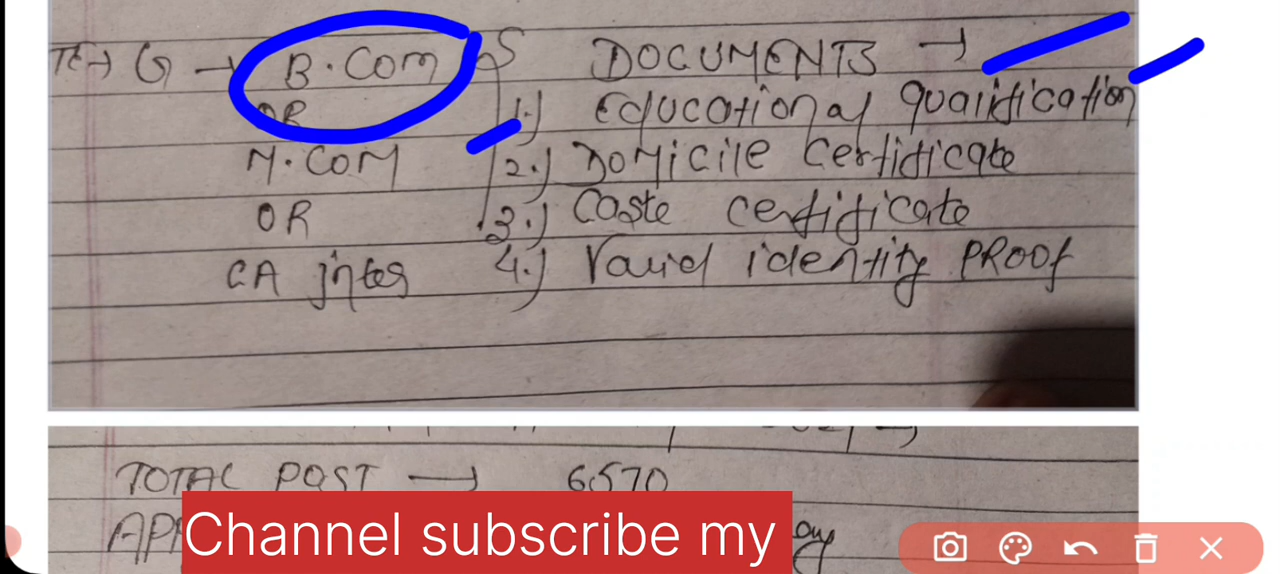 G → B.COM
OR
M.COM
OR
CA inter
DOCUMENTS →
1.) Educational qualification
2.) Domicile certificate
3.) Caste certificate
4.) Valid identity PROOF
TOTAL POST → 6570
Channel subscribe my